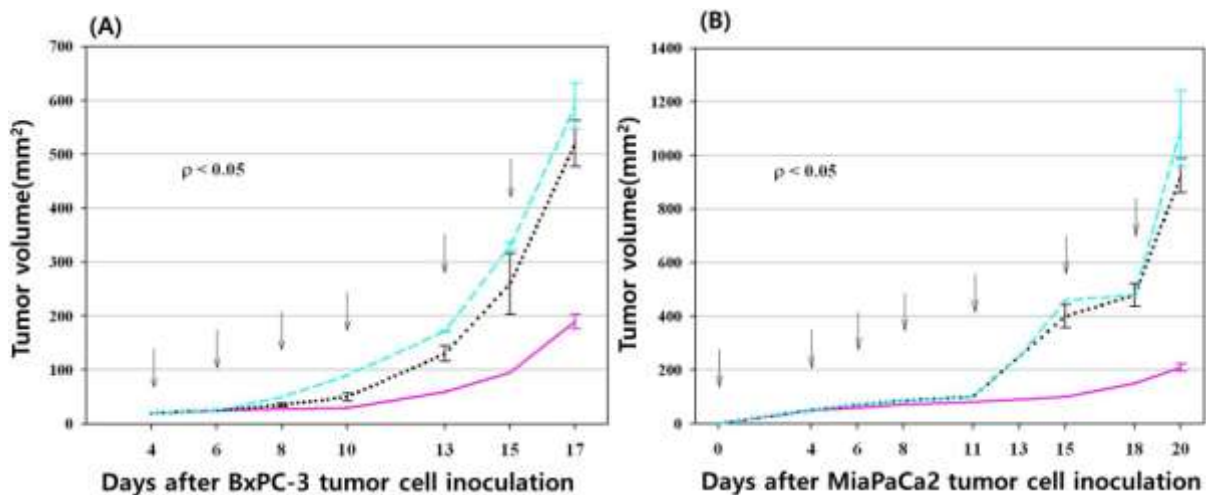 (A)
Tumor volume(mm²)
700
600
500
400
300
200
100
0
ρ < 0.05
4 6 8 10 13 15 17
Days after BxPC-3 tumor cell inoculation
(B)
Tumor volume(mm²)
1400
1200
1000
800
600
400
200
0
ρ < 0.05
0 4 6 8 11 13 15 18 20
Days after MiaPaCa2 tumor cell inoculation